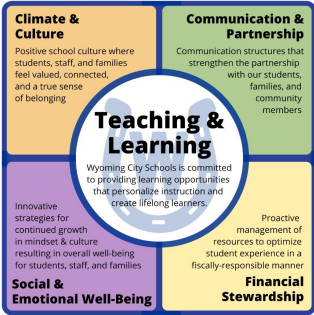 Climate &
Culture
Positive school culture where
students, staff, and families
feel valued, connected,
and a true sense
of belonging
Communication &
Partnership
Communication structures that
strengthen the partnership
with our students,
families, and
community
members
Teaching &
Learning
Wyoming City Schools is committed
to providing learning opportunities
that personalize instruction and
create lifelong learners.
Innovative
strategies for
continued growth
in mindset & culture
resulting in overall well-being
for students, staff, and families
Social &
Emotional Well-Being
Proactive
management of
resources to optimize
student experience in a
fiscally-responsible manner
Financial
Stewardship
W